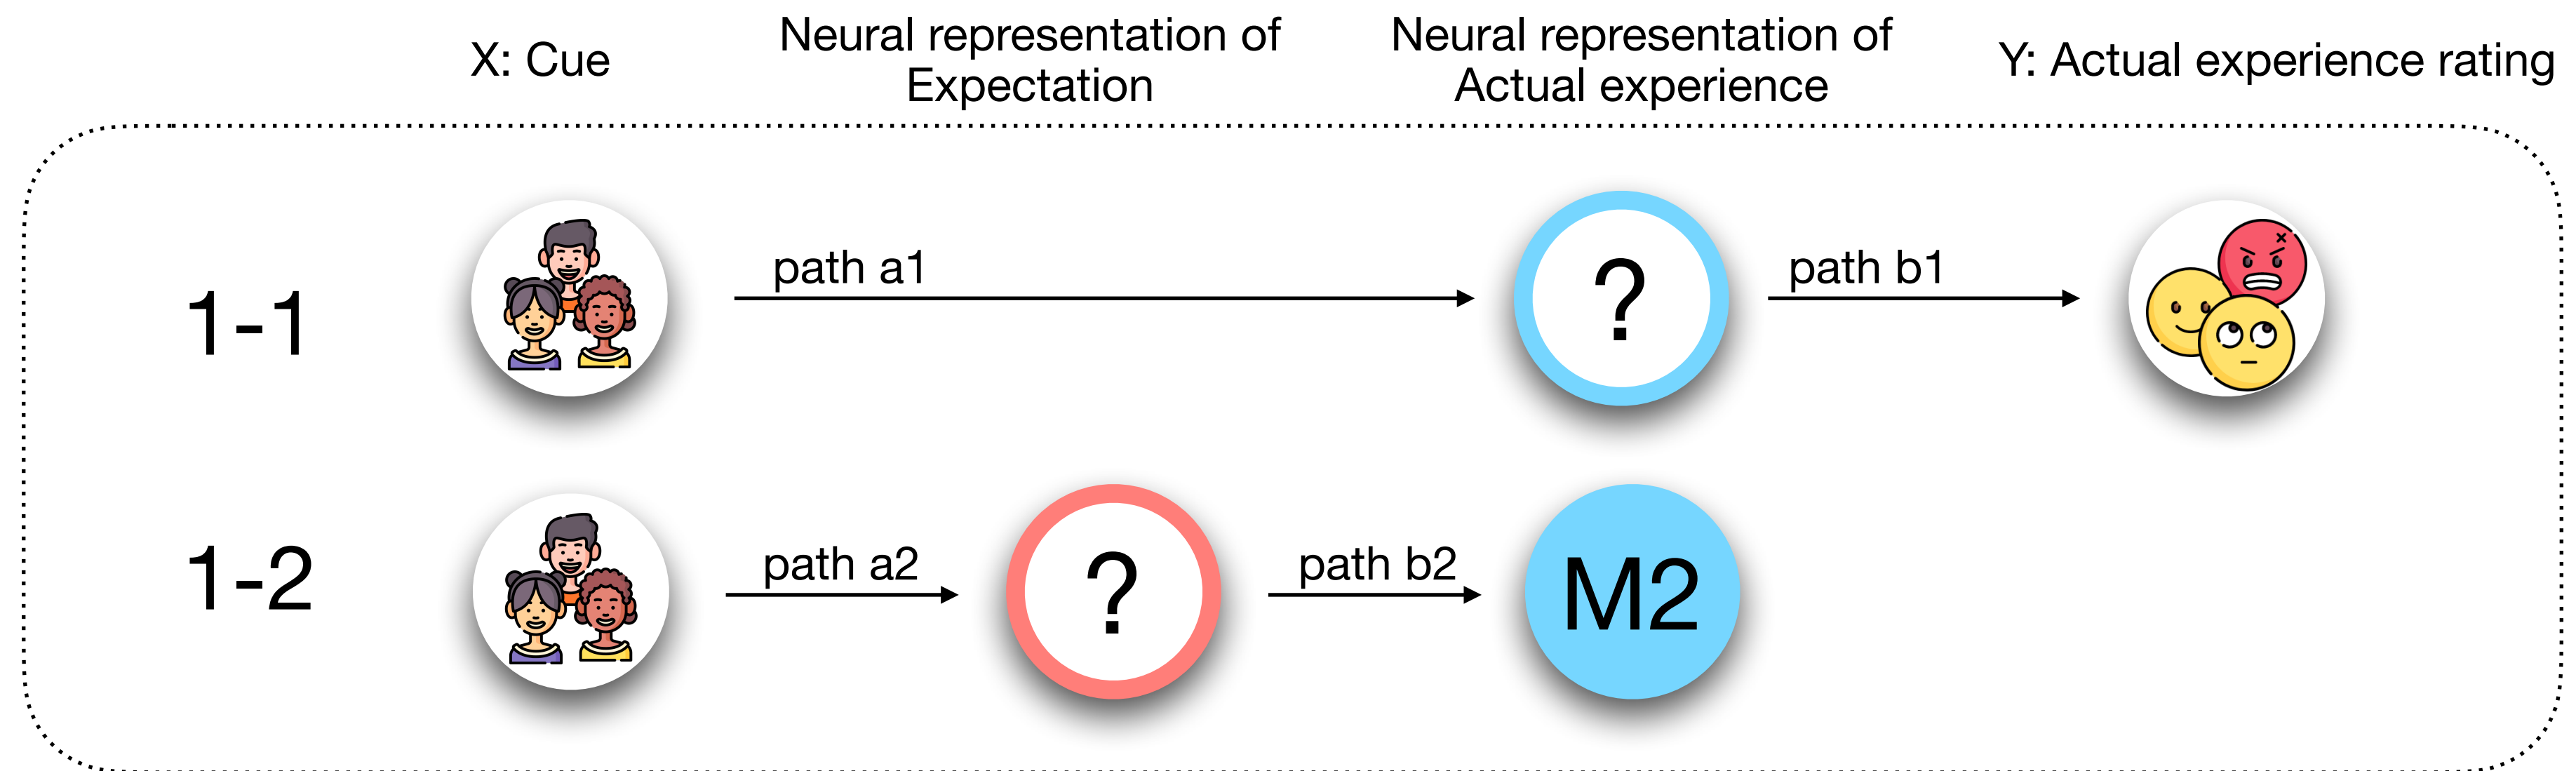 X: Cue
Neural representation of
Expectation
Neural representation of
Actual experience
Y: Actual experience rating
1-1
path a1
?
path b1
1-2
path a2
?
path b2
M2